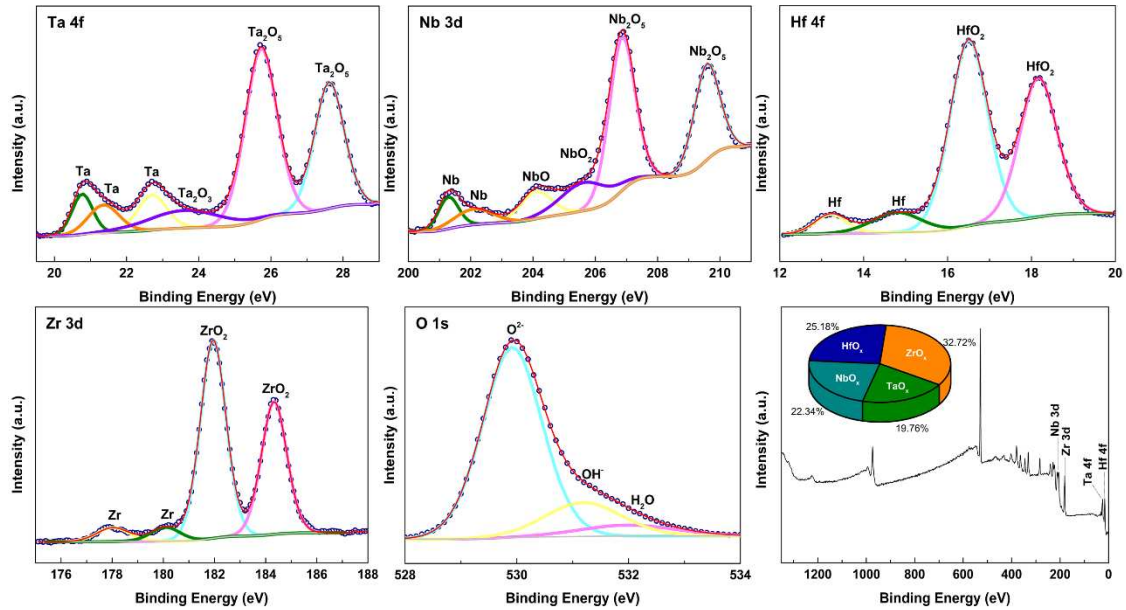 Ta 4f
Ta₂O₅
Ta₂O₅
Ta
Ta
Ta
Ta₂O₃
Intensity (a.u.)
20 22 24 26 28
Binding Energy (eV)
Nb 3d
Nb₂O₅
Nb₂O₅
Nb
Nb
NbO
NbO₂
Intensity (a.u.)
200 202 204 206 208 210
Binding Energy (eV)
Hf 4f
HfO₂
HfO₂
Hf
Hf
Intensity (a.u.)
12 14 16 18 20
Binding Energy (eV)
Zr 3d
ZrO₂
ZrO₂
Zr
Zr
Intensity (a.u.)
176 178 180 182 184 186 188
Binding Energy (eV)
O 1s
O²⁻
OH⁻
H₂O
Intensity (a.u.)
528 530 532 534
Binding Energy (eV)
25.18%
32.72%
HfOₓ
ZrOₓ
NbOₓ
TaOₓ
22.34%
19.76%
Nb 3d
Zr 3d
Ta 4f
Hf 4f
Intensity (a.u.)
1200 1000 800 600 400 200 0
Binding Energy (eV)